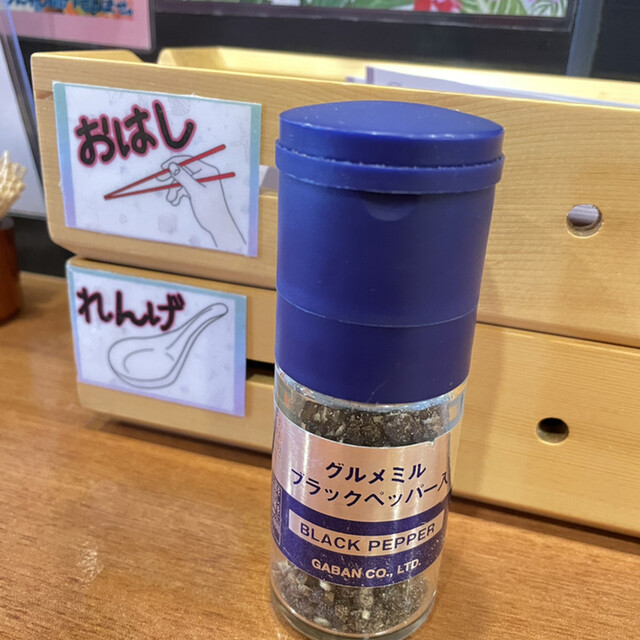 おはし
れんげ
グルメミル
ブラックペッパー入
BLACK PEPPER
GABAN CO., LTD.